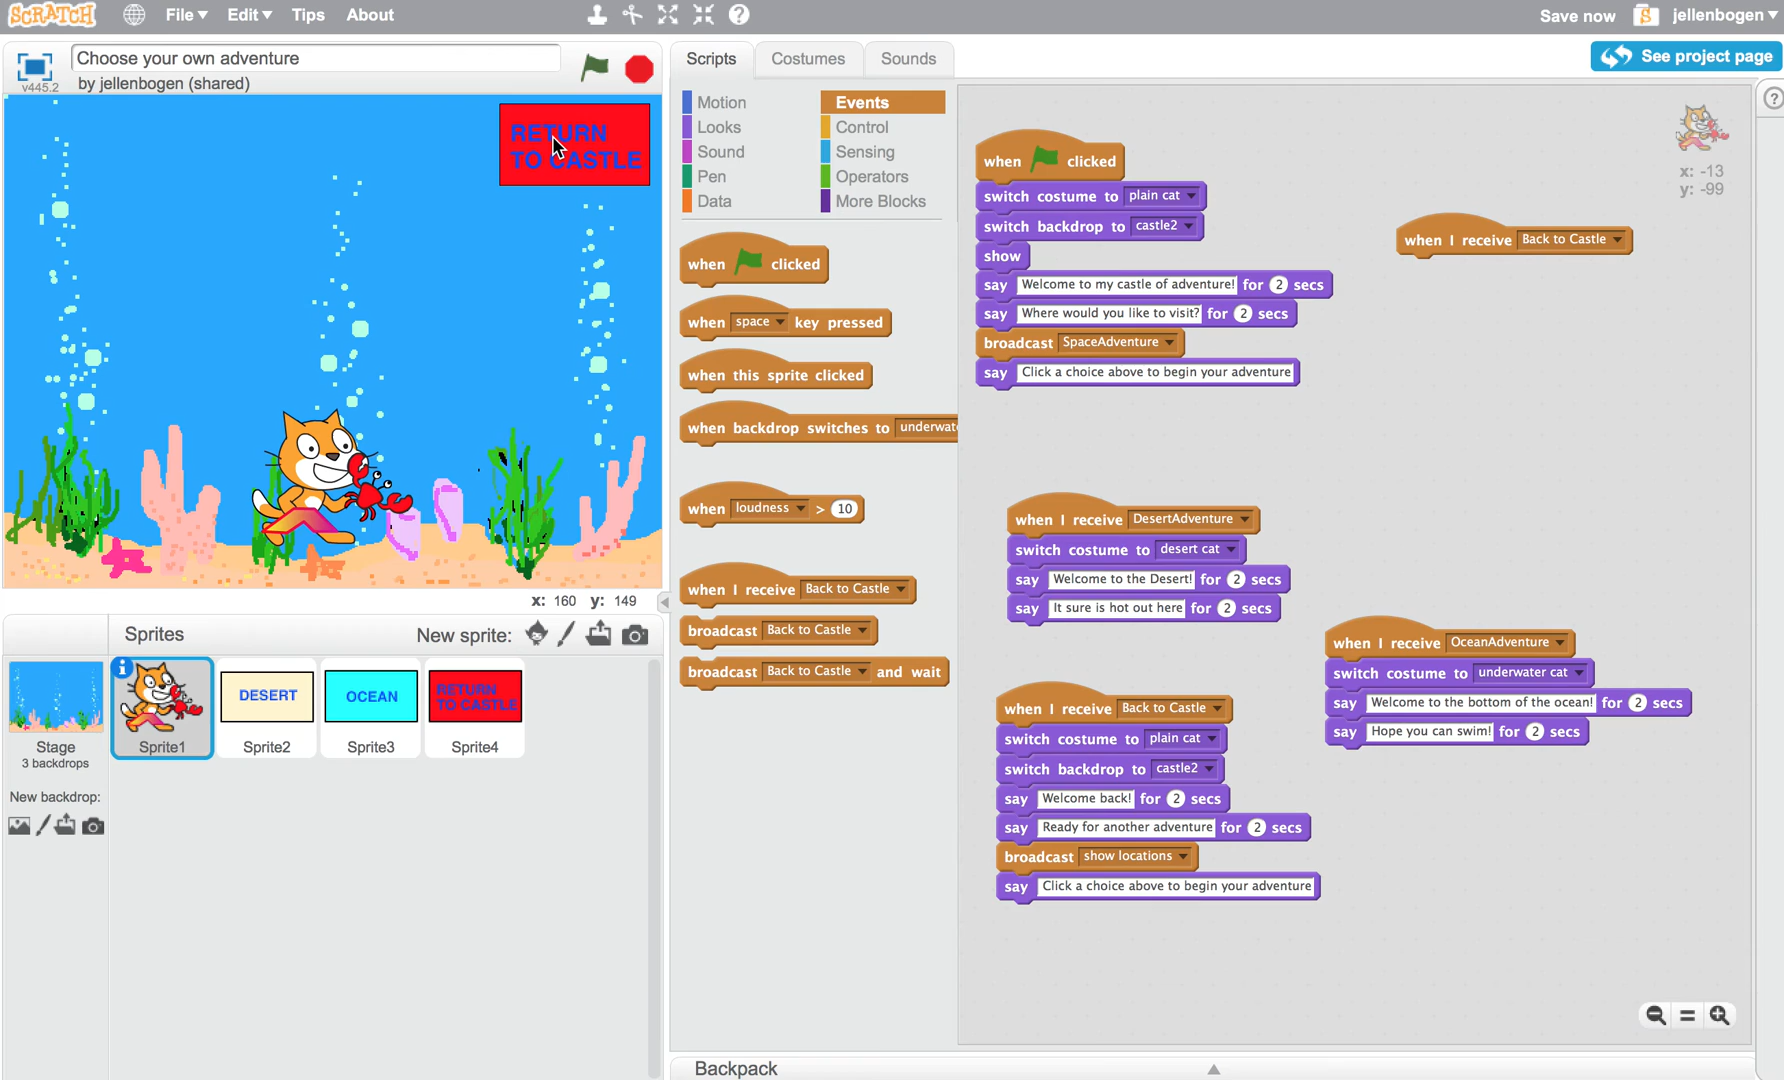 SCRATCH
File▾
Edit▾
Tips
About
Save now
jellenbogen▾
v445.2
Choose your own adventure
by jellenbogen (shared)
Scripts
Costumes
Sounds
See project page
RETURN
TO CASTLE
x: 160 y: 149
Sprites
New sprite:
Stage
3 backdrops
New backdrop:
Sprite1
DESERT
Sprite2
OCEAN
Sprite3
RETURN
TO CASTLE
Sprite4
Motion
Looks
Sound
Pen
Data
Events
Control
Sensing
Operators
More Blocks
when clicked
when space key pressed
when this sprite clicked
when backdrop switches to underwat
when loudness > 10
when I receive Back to Castle
broadcast Back to Castle
broadcast Back to Castle and wait
x: -13
y: -99
when clicked
switch costume to plain cat
switch backdrop to castle2
show
say Welcome to my castle of adventure! for 2 secs
say Where would you like to visit? for 2 secs
broadcast SpaceAdventure
say Click a choice above to begin your adventure
when I receive Back to Castle
when I receive DesertAdventure
switch costume to desert cat
say Welcome to the Desert! for 2 secs
say It sure is hot out here for 2 secs
when I receive OceanAdventure
switch costume to underwater cat
say Welcome to the bottom of the ocean! for 2 secs
say Hope you can swim! for 2 secs
when I receive Back to Castle
switch costume to plain cat
switch backdrop to castle2
say Welcome back! for 2 secs
say Ready for another adventure for 2 secs
broadcast show locations
say Click a choice above to begin your adventure
Backpack